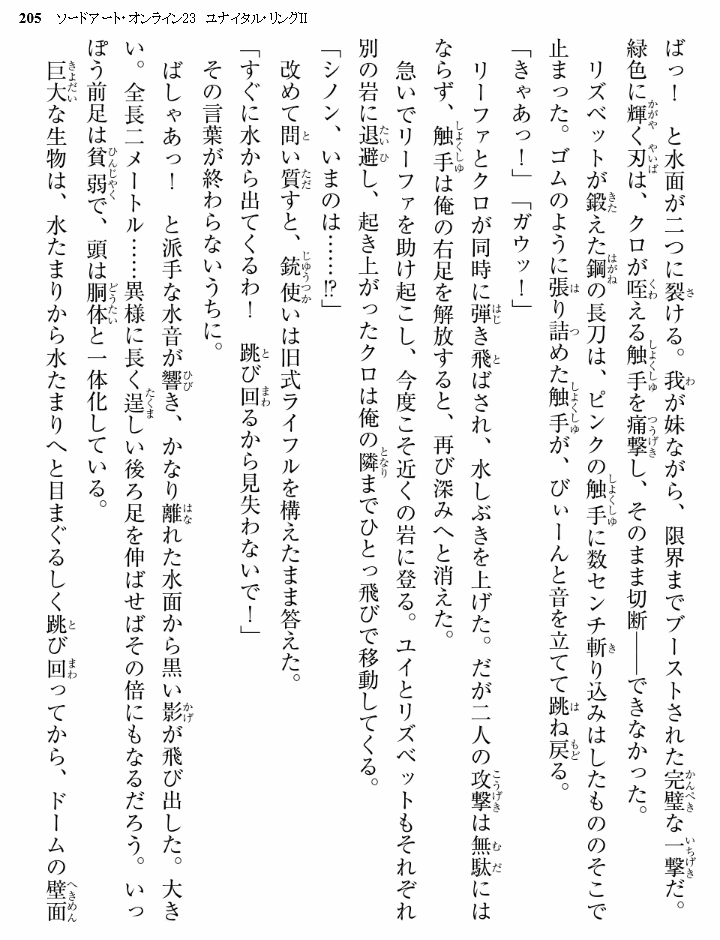 205 ソードアート・オンライン23 ユナイタル・リングⅡ
ばっ！　と水面が二つに裂ける。我が妹ながら、限界までブーストされた完璧な一撃だ。
緑色に輝く刃は、クロが咥える触手を痛撃し、そのまま切断――できなかった。
リズベットが鍛えた鋼の長刀は、ピンクの触手に数センチ斬り込みはしたもののそこで
止まった。ゴムのように張り詰めた触手が、びぃーんと音を立てて跳ね戻る。
「きゃあっ！」「ガウッ！」
リーファとクロが同時に弾き飛ばされ、水しぶきを上げた。だが二人の攻撃は無駄には
ならず、触手は俺の右足を解放すると、再び深みへと消えた。
急いでリーファを助け起こし、今度こそ近くの岩に登る。ユイとリズベットもそれぞれ
別の岩に退避し、起き上がったクロは俺の隣までひとっ飛びで移動してくる。
「シノン、いまのは……!?」
改めて問い質すと、銃使いは旧式ライフルを構えたまま答えた。
「すぐに水から出てくるわ！　跳び回るから見失わないで！」
その言葉が終わらないうちに。
ばしゃあっ！　と派手な水音が響き、かなり離れた水面から黒い影が飛び出した。大き
い。全長二メートル……異様に長く逞しい後ろ足を伸ばせばその倍にもなるだろう。いっ
ぽう前足は貧弱で、頭は胴体と一体化している。
巨大な生物は、水たまりから水たまりへと目まぐるしく跳び回ってから、ドームの壁面